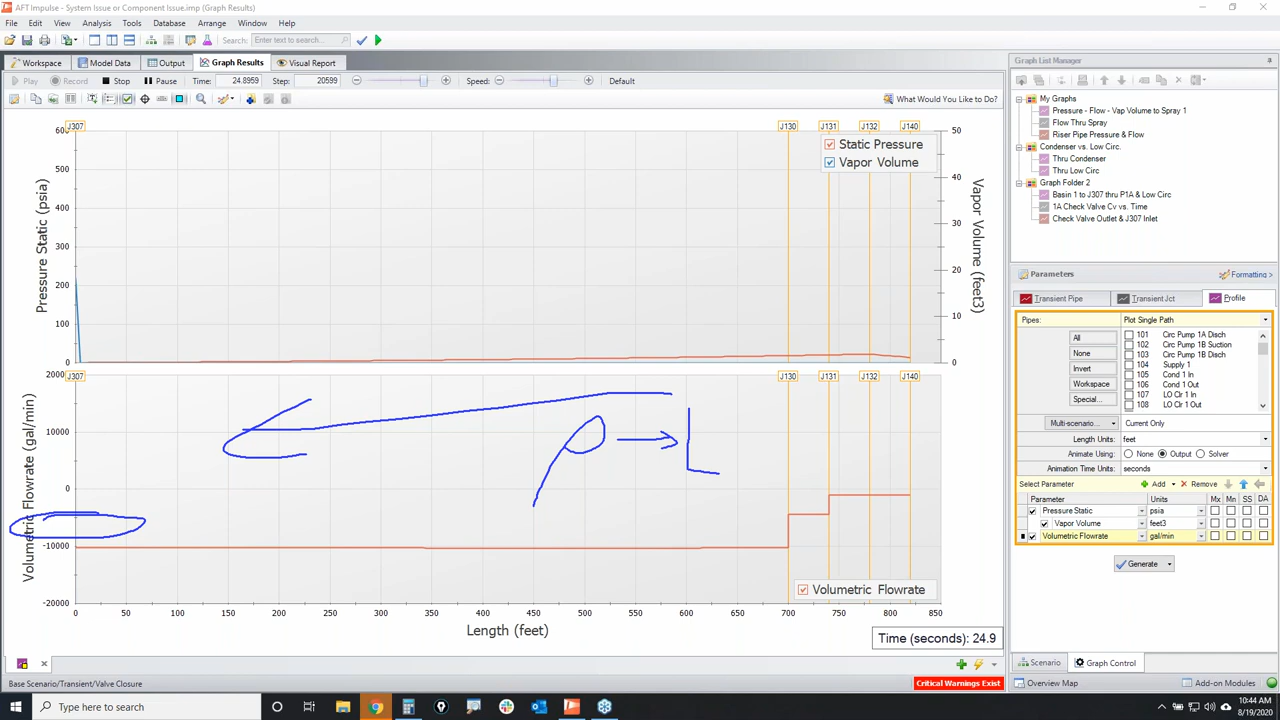 AFT Impulse - System Issue or Component Issue.imp (Graph Results)
File Edit View Analysis Tools Database Arrange Window Help
Search: Enter text to search...
Workspace Model Data Output Graph Results Visual Report
Play Record Stop Pause Time: 24.8959 Step: 20599 Speed: Default
What Would You Like to Do?
J307 J130 J131 J132 J140
Static Pressure
Vapor Volume
Pressure Static (psia)
600
500
400
300
200
100
0
Vapor Volume (feet3)
50
40
30
20
10
0
J307 J130 J131 J132 J140
Volumetric Flowrate (gal/min)
20000
10000
0
-10000
-20000
Volumetric Flowrate
0 50 100 150 200 250 300 350 400 450 500 550 600 650 700 750 800 850
Length (feet)
Time (seconds): 24.9
Graph List Manager
My Graphs
Pressure - Flow - Vap Volume to Spray 1
Flow Thru Spray
Riser Pipe Pressure & Flow
Condenser vs. Low Circ.
Thru Condenser
Thru Low Circ
Graph Folder 2
Basin 1 to J307 thru P1A & Low Circ
1A Check Valve Cv vs. Time
Check Valve Outlet & J307 Inlet
Parameters Formatting >
Transient Pipe Transient Jct Profile
Pipes: Plot Single Path
All
None
Invert
Workspace
Special...
101 Circ Pump 1A Disch
102 Circ Pump 1B Suction
103 Circ Pump 1B Disch
104 Supply 1
105 Cond 1 In
106 Cond 1 Out
107 LO Clr 1 In
108 LO Clr 1 Out
Multi-scenario... Current Only
Length Units: feet
Animate Using: None Output Solver
Animation Time Units: seconds
Select Parameter Add Remove
Parameter Units Mx Mn SS DA
Pressure Static psia
Vapor Volume feet3
Volumetric Flowrate gal/min
Generate
Scenario Graph Control
Base Scenario/Transient/Valve Closure
Critical Warnings Exist
Overview Map Add-on Modules
Type here to search
10:44 AM
8/19/2020